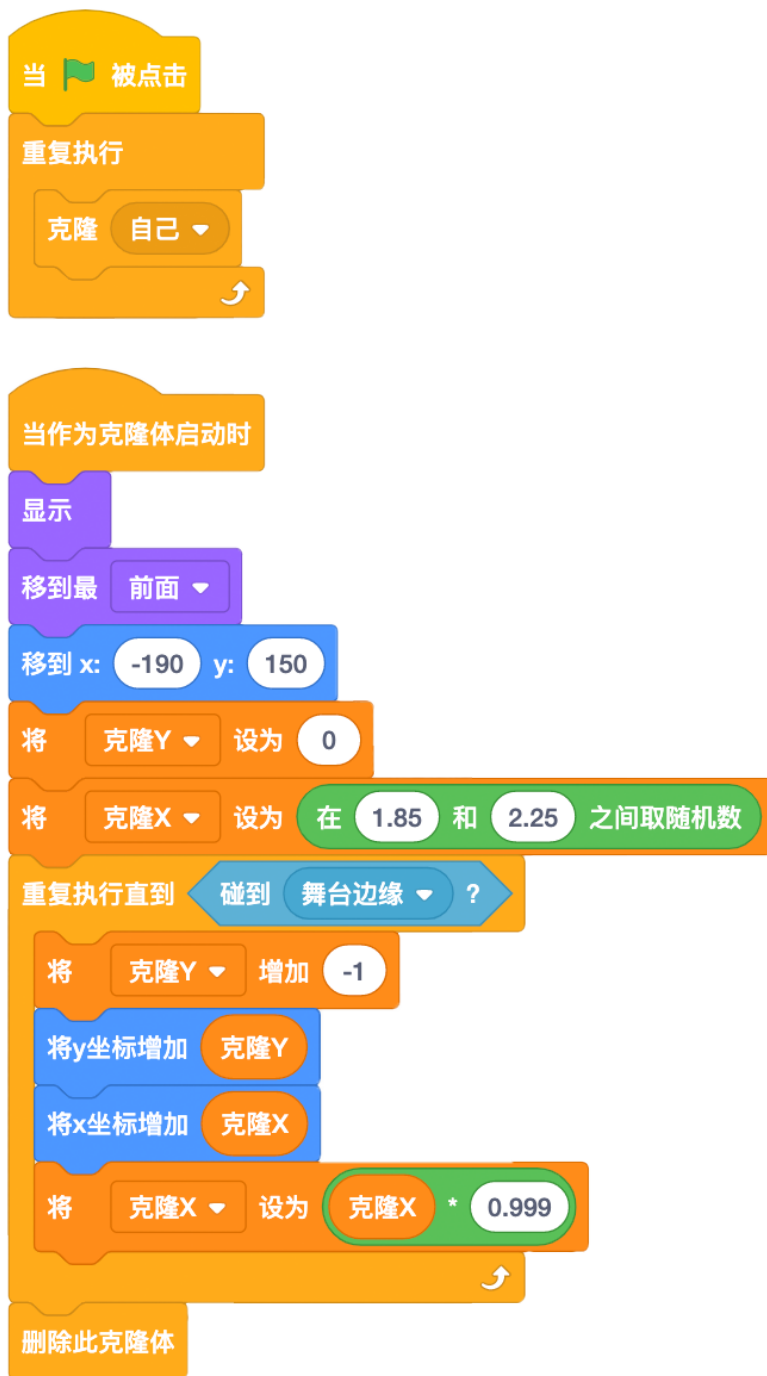 当 被点击
重复执行
克隆 自己
当作为克隆体启动时
显示
移到最 前面
移到 x: -190 y: 150
将 克隆Y 设为 0
将 克隆X 设为 在 1.85 和 2.25 之间取随机数
重复执行直到 碰到 舞台边缘 ?
将 克隆Y 增加 -1
将y坐标增加 克隆Y
将x坐标增加 克隆X
将 克隆X 设为 克隆X * 0.999
删除此克隆体